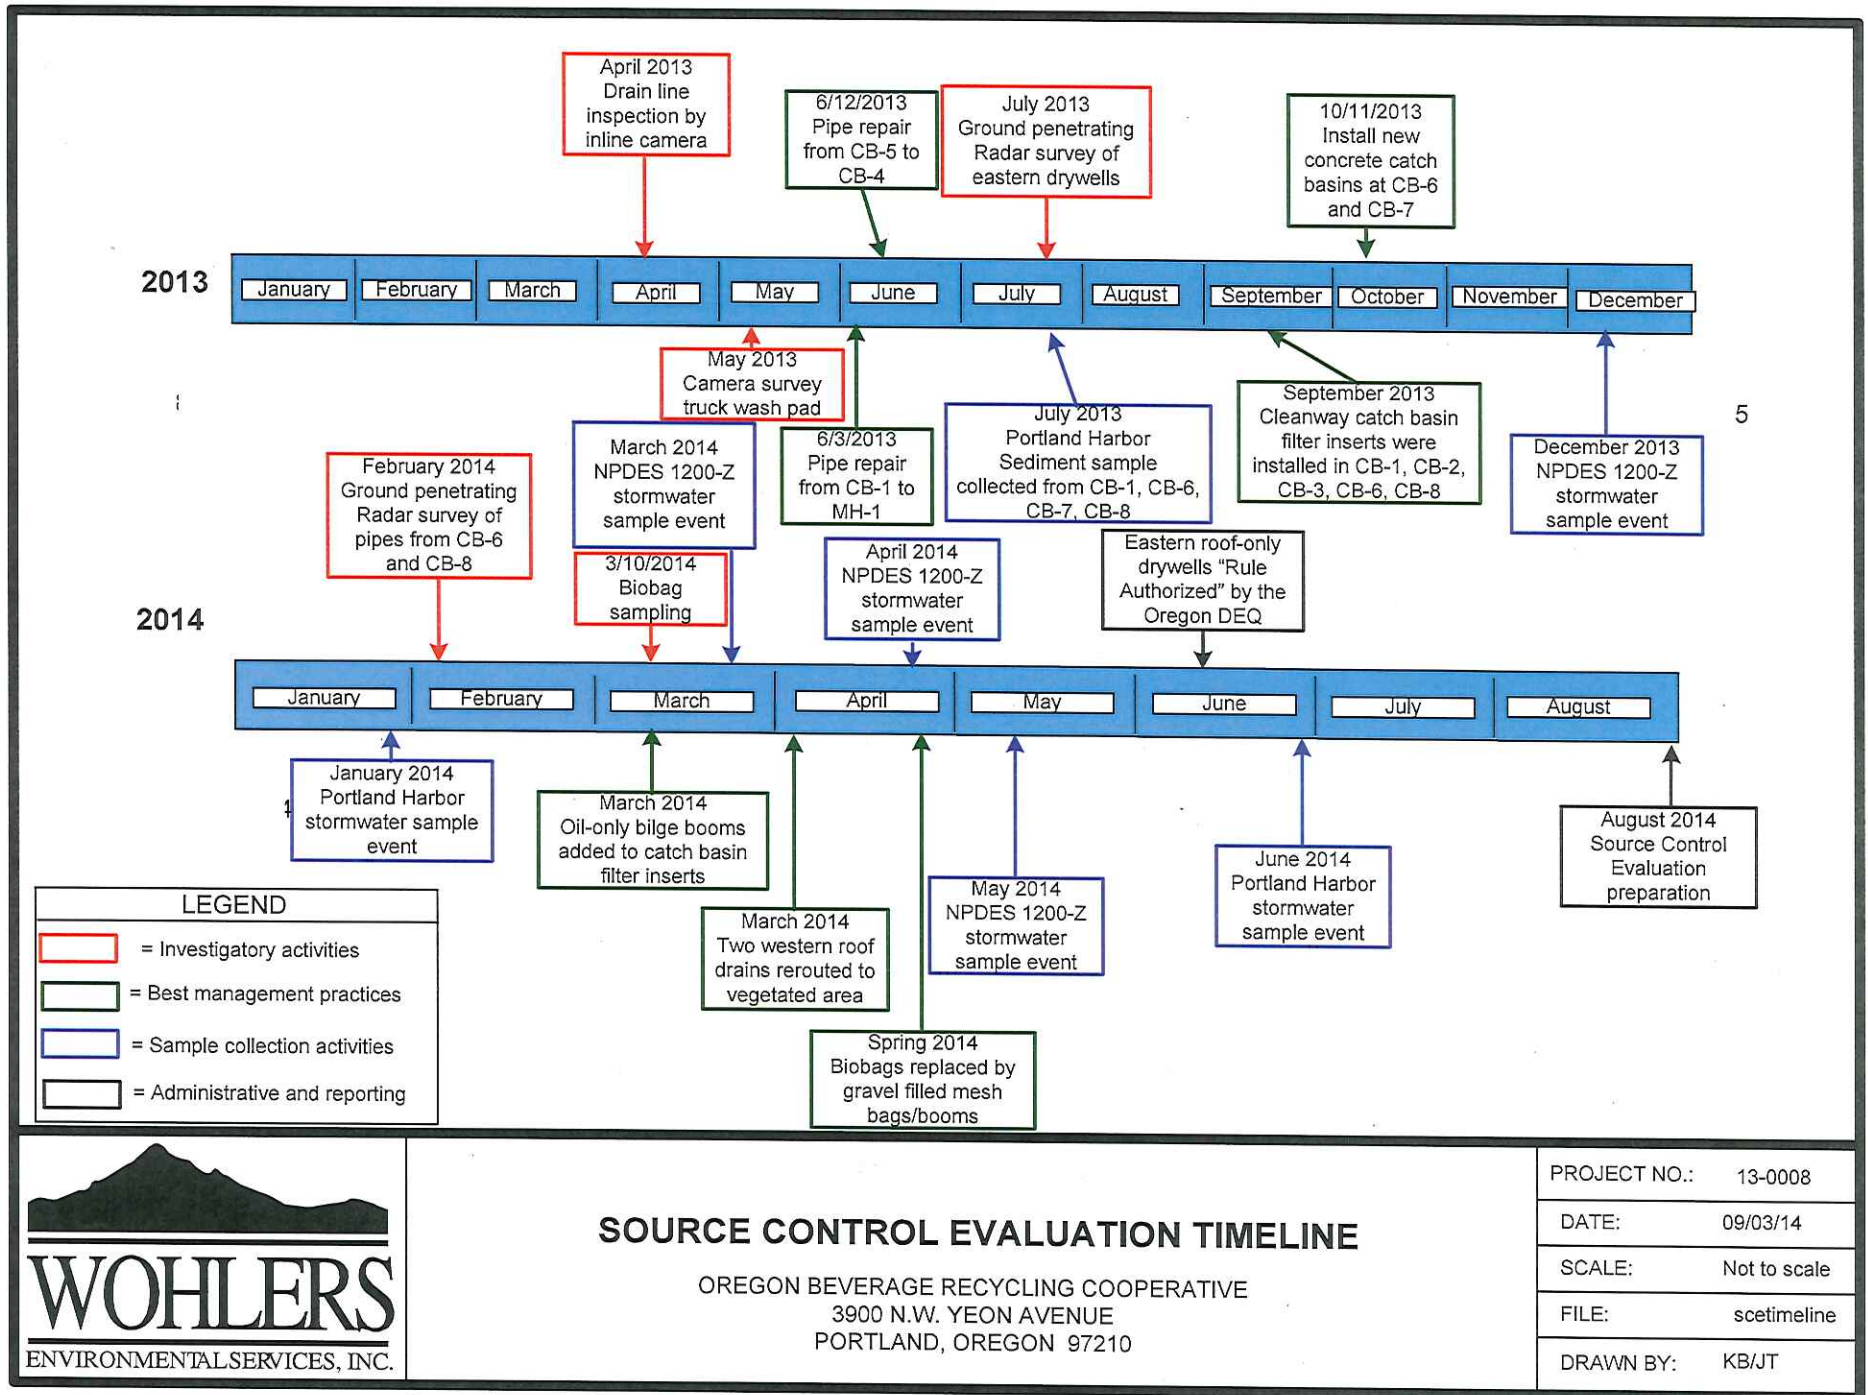 April 2013
Drain line
inspection by
inline camera
6/12/2013
Pipe repair
from CB-5 to
CB-4
July 2013
Ground penetrating
Radar survey of
eastern drywells
10/11/2013
Install new
concrete catch
basins at CB-6
and CB-7
2013
January
February
March
April
May
June
July
August
September
October
November
December
May 2013
Camera survey
truck wash pad
6/3/2013
Pipe repair
from CB-1 to
MH-1
July 2013
Portland Harbor
Sediment sample
collected from CB-1, CB-6,
CB-7, CB-8
September 2013
Cleanway catch basin
filter inserts were
installed in CB-1, CB-2,
CB-3, CB-6, CB-8
December 2013
NPDES 1200-Z
stormwater
sample event
5
February 2014
Ground penetrating
Radar survey of
pipes from CB-6
and CB-8
March 2014
NPDES 1200-Z
stormwater
sample event
3/10/2014
Biobag
sampling
April 2014
NPDES 1200-Z
stormwater
sample event
Eastern roof-only
drywells “Rule
Authorized” by the
Oregon DEQ
2014
January
February
March
April
May
June
July
August
January 2014
Portland Harbor
stormwater sample
event
March 2014
Oil-only bilge booms
added to catch basin
filter inserts
March 2014
Two western roof
drains rerouted to
vegetated area
Spring 2014
Biobags replaced by
gravel filled mesh
bags/booms
May 2014
NPDES 1200-Z
stormwater
sample event
June 2014
Portland Harbor
stormwater
sample event
August 2014
Source Control
Evaluation
preparation
LEGEND
= Investigatory activities
= Best management practices
= Sample collection activities
= Administrative and reporting
WOHLERS
ENVIRONMENTAL SERVICES, INC.
SOURCE CONTROL EVALUATION TIMELINE
OREGON BEVERAGE RECYCLING COOPERATIVE
3900 N.W. YEON AVENUE
PORTLAND, OREGON 97210
PROJECT NO.: 13-0008
DATE: 09/03/14
SCALE: Not to scale
FILE: scetimeline
DRAWN BY: KB/JT